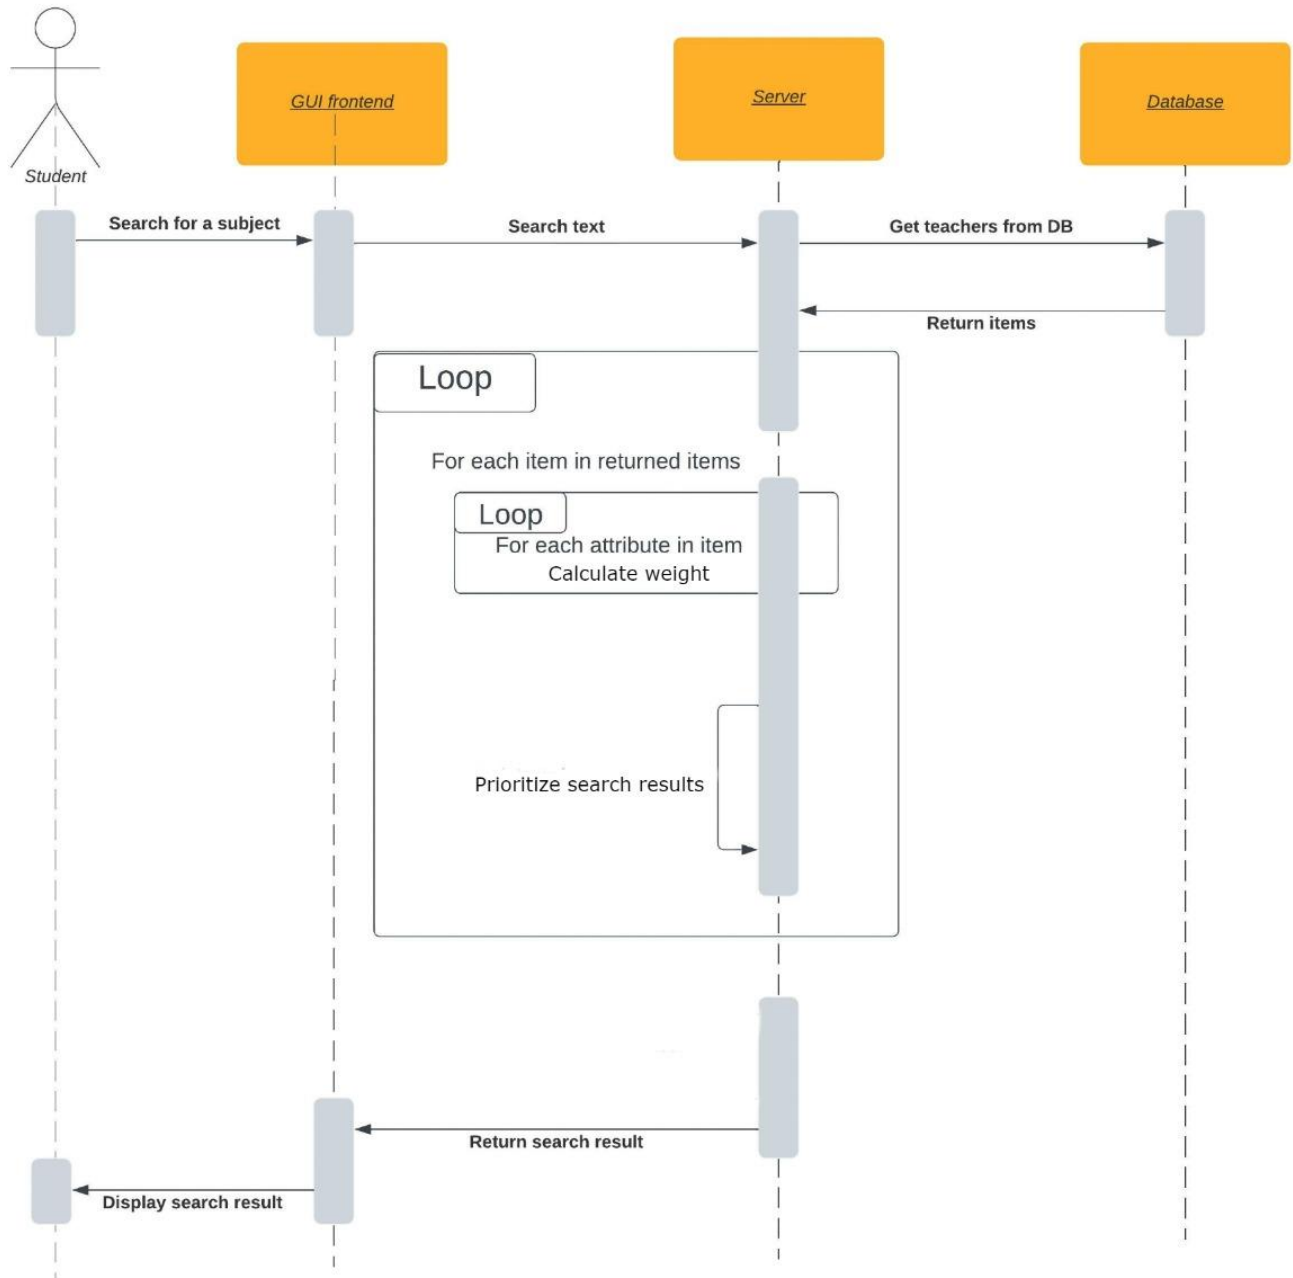 GUI frontend
Server
Database
Student
Search for a subject
Search text
Get teachers from DB
Return items
Loop
For each item in returned items
Loop
For each attribute in item
Calculate weight
Prioritize search results
Return search result
Display search result